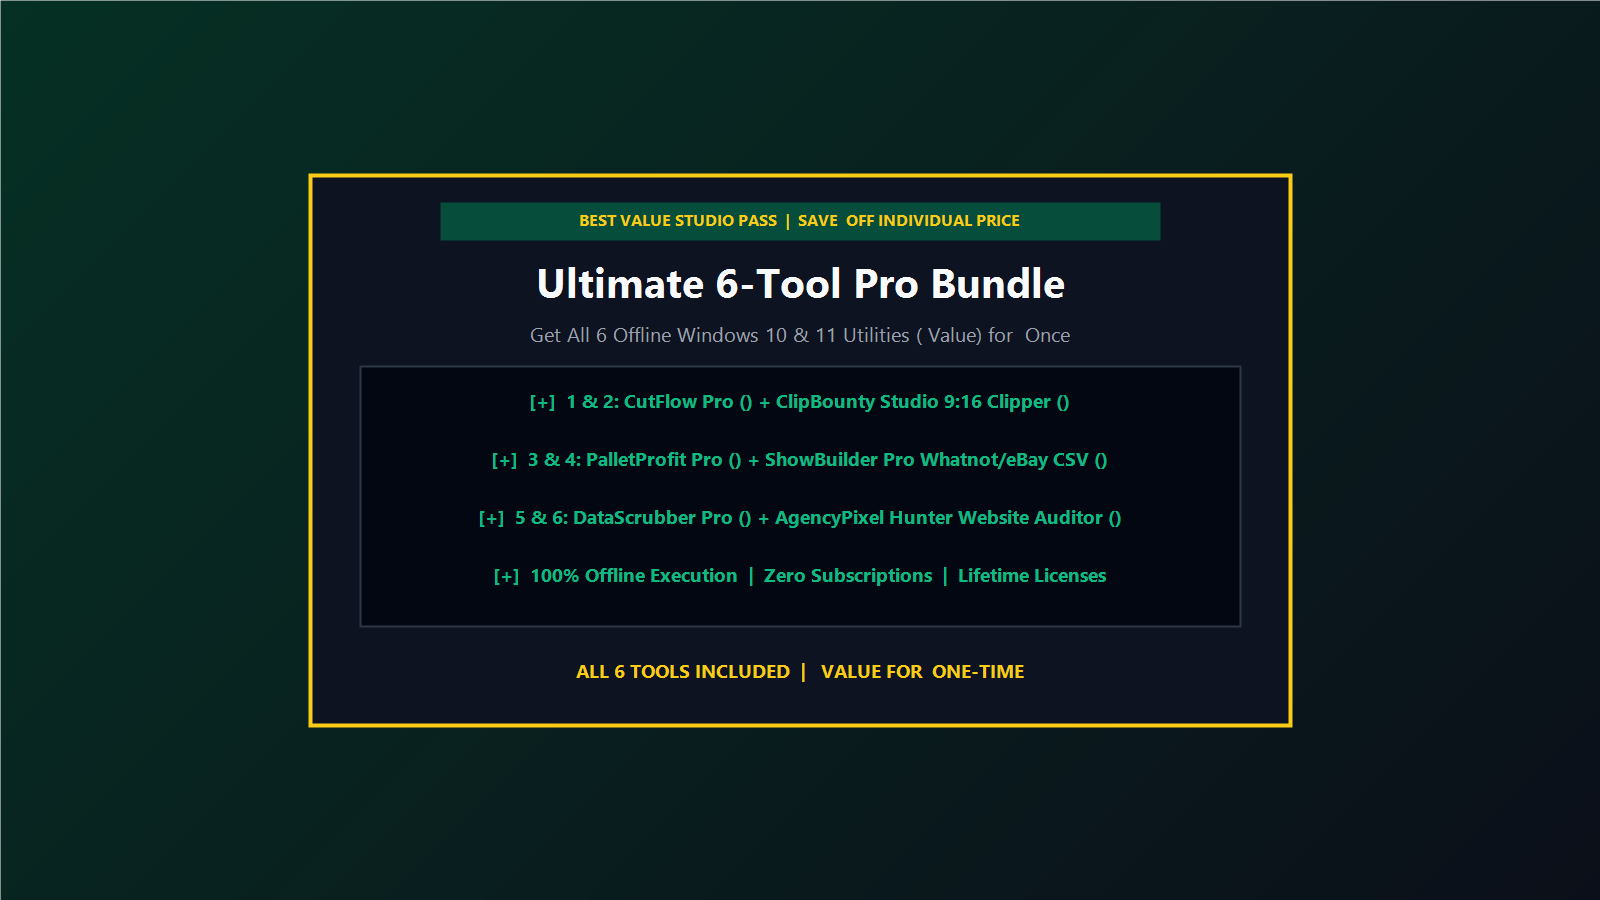 BEST VALUE STUDIO PASS | SAVE  OFF INDIVIDUAL PRICE
Ultimate 6-Tool Pro Bundle
Get All 6 Offline Windows 10 & 11 Utilities ( Value) for  Once
[+]  1 & 2: CutFlow Pro () + ClipBounty Studio 9:16 Clipper ()
[+]  3 & 4: PalletProfit Pro () + ShowBuilder Pro Whatnot/eBay CSV ()
[+]  5 & 6: DataScrubber Pro () + AgencyPixel Hunter Website Auditor ()
[+]  100% Offline Execution  |  Zero Subscriptions  |  Lifetime Licenses
ALL 6 TOOLS INCLUDED  |   VALUE FOR  ONE-TIME